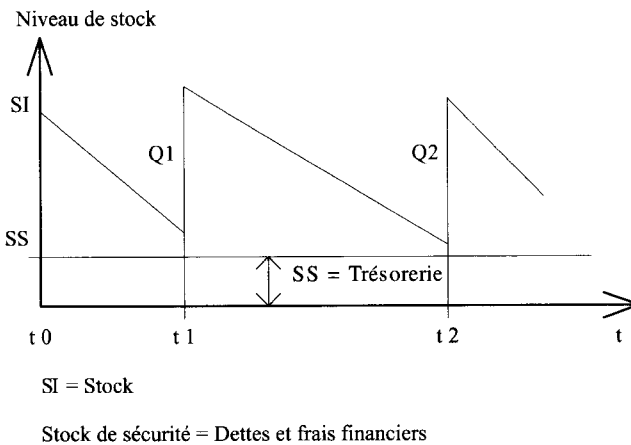 Niveau de stock
SI
Q1
Q2
SS
SS = Trésorerie
t 0
t 1
t 2
t
SI = Stock
Stock de sécurité = Dettes et frais financiers